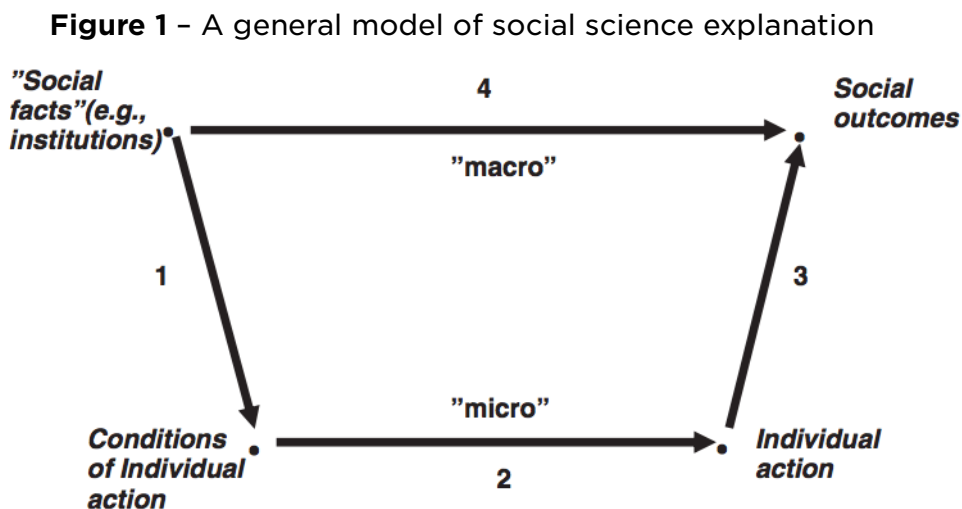 Figure 1 – A general model of social science explanation
”Social
facts”(e.g.,
institutions)
4
Social
outcomes
”macro”
1
3
”micro”
Conditions
of Individual
action
2
Individual
action